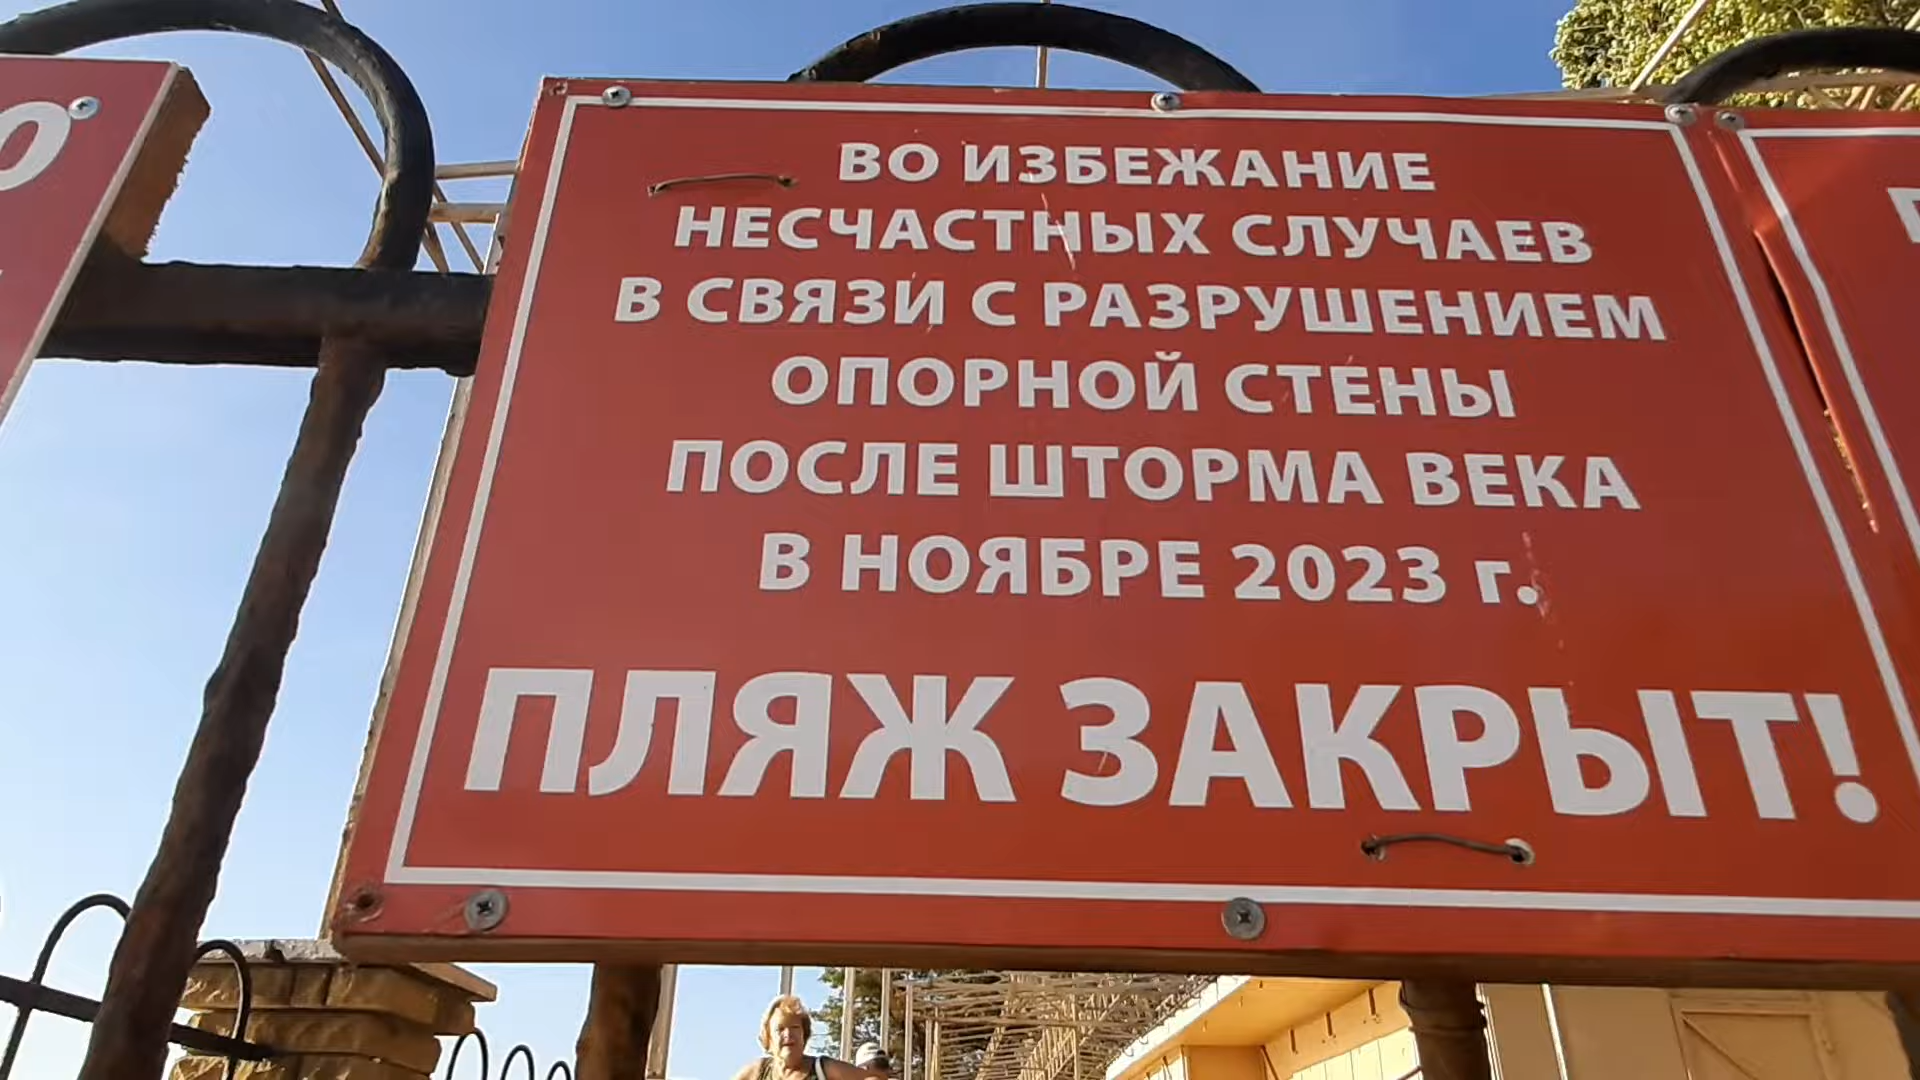 ВО ИЗБЕЖАНИЕ
НЕСЧАСТНЫХ СЛУЧАЕВ
В СВЯЗИ С РАЗРУШЕНИЕМ
ОПОРНОЙ СТЕНЫ
ПОСЛЕ ШТОРМА ВЕКА
В НОЯБРЕ 2023 г.
ПЛЯЖ ЗАКРЫТ!